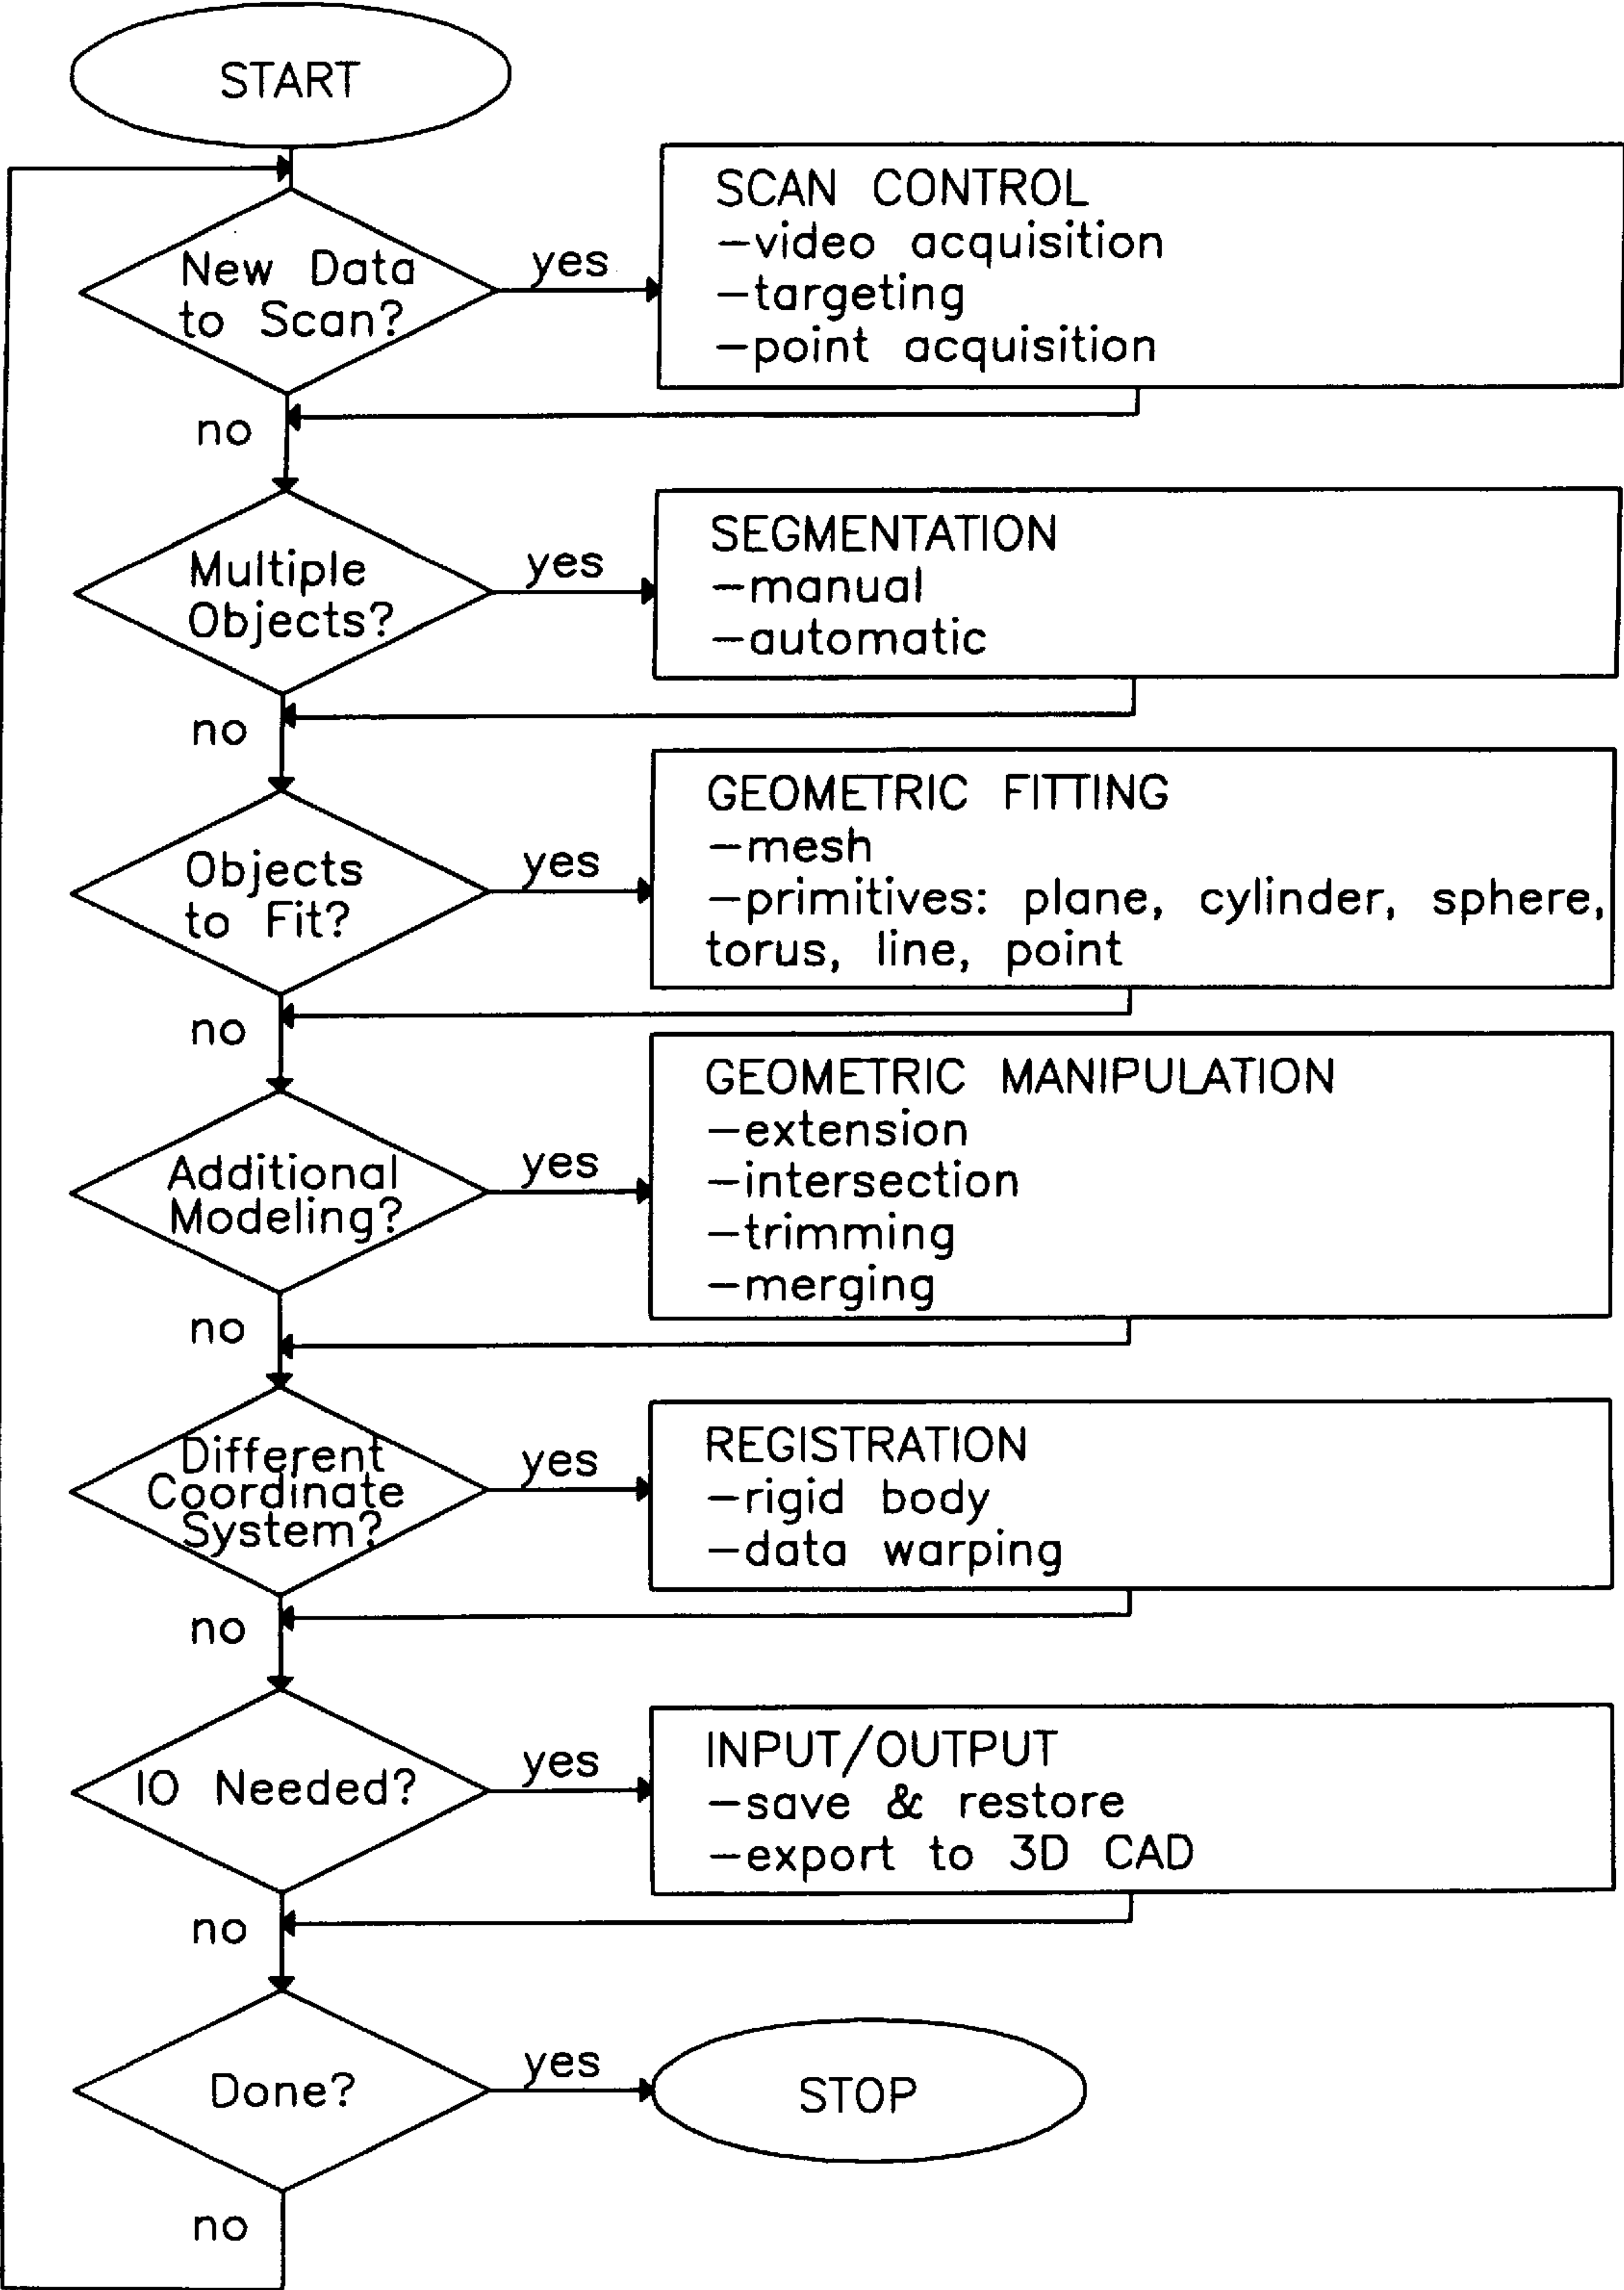 START
New Data
to Scan?
yes
SCAN CONTROL
-video acquisition
-targeting
-point acquisition
no
Multiple
Objects?
yes
SEGMENTATION
-manual
-automatic
no
Objects
to Fit?
yes
GEOMETRIC FITTING
-mesh
-primitives: plane, cylinder, sphere,
torus, line, point
no
Additional
Modeling?
yes
GEOMETRIC MANIPULATION
-extension
-intersection
-trimming
-merging
no
Different
Coordinate
System?
yes
REGISTRATION
-rigid body
-data warping
no
IO Needed?
yes
INPUT/OUTPUT
-save & restore
-export to 3D CAD
no
Done?
yes
STOP
no